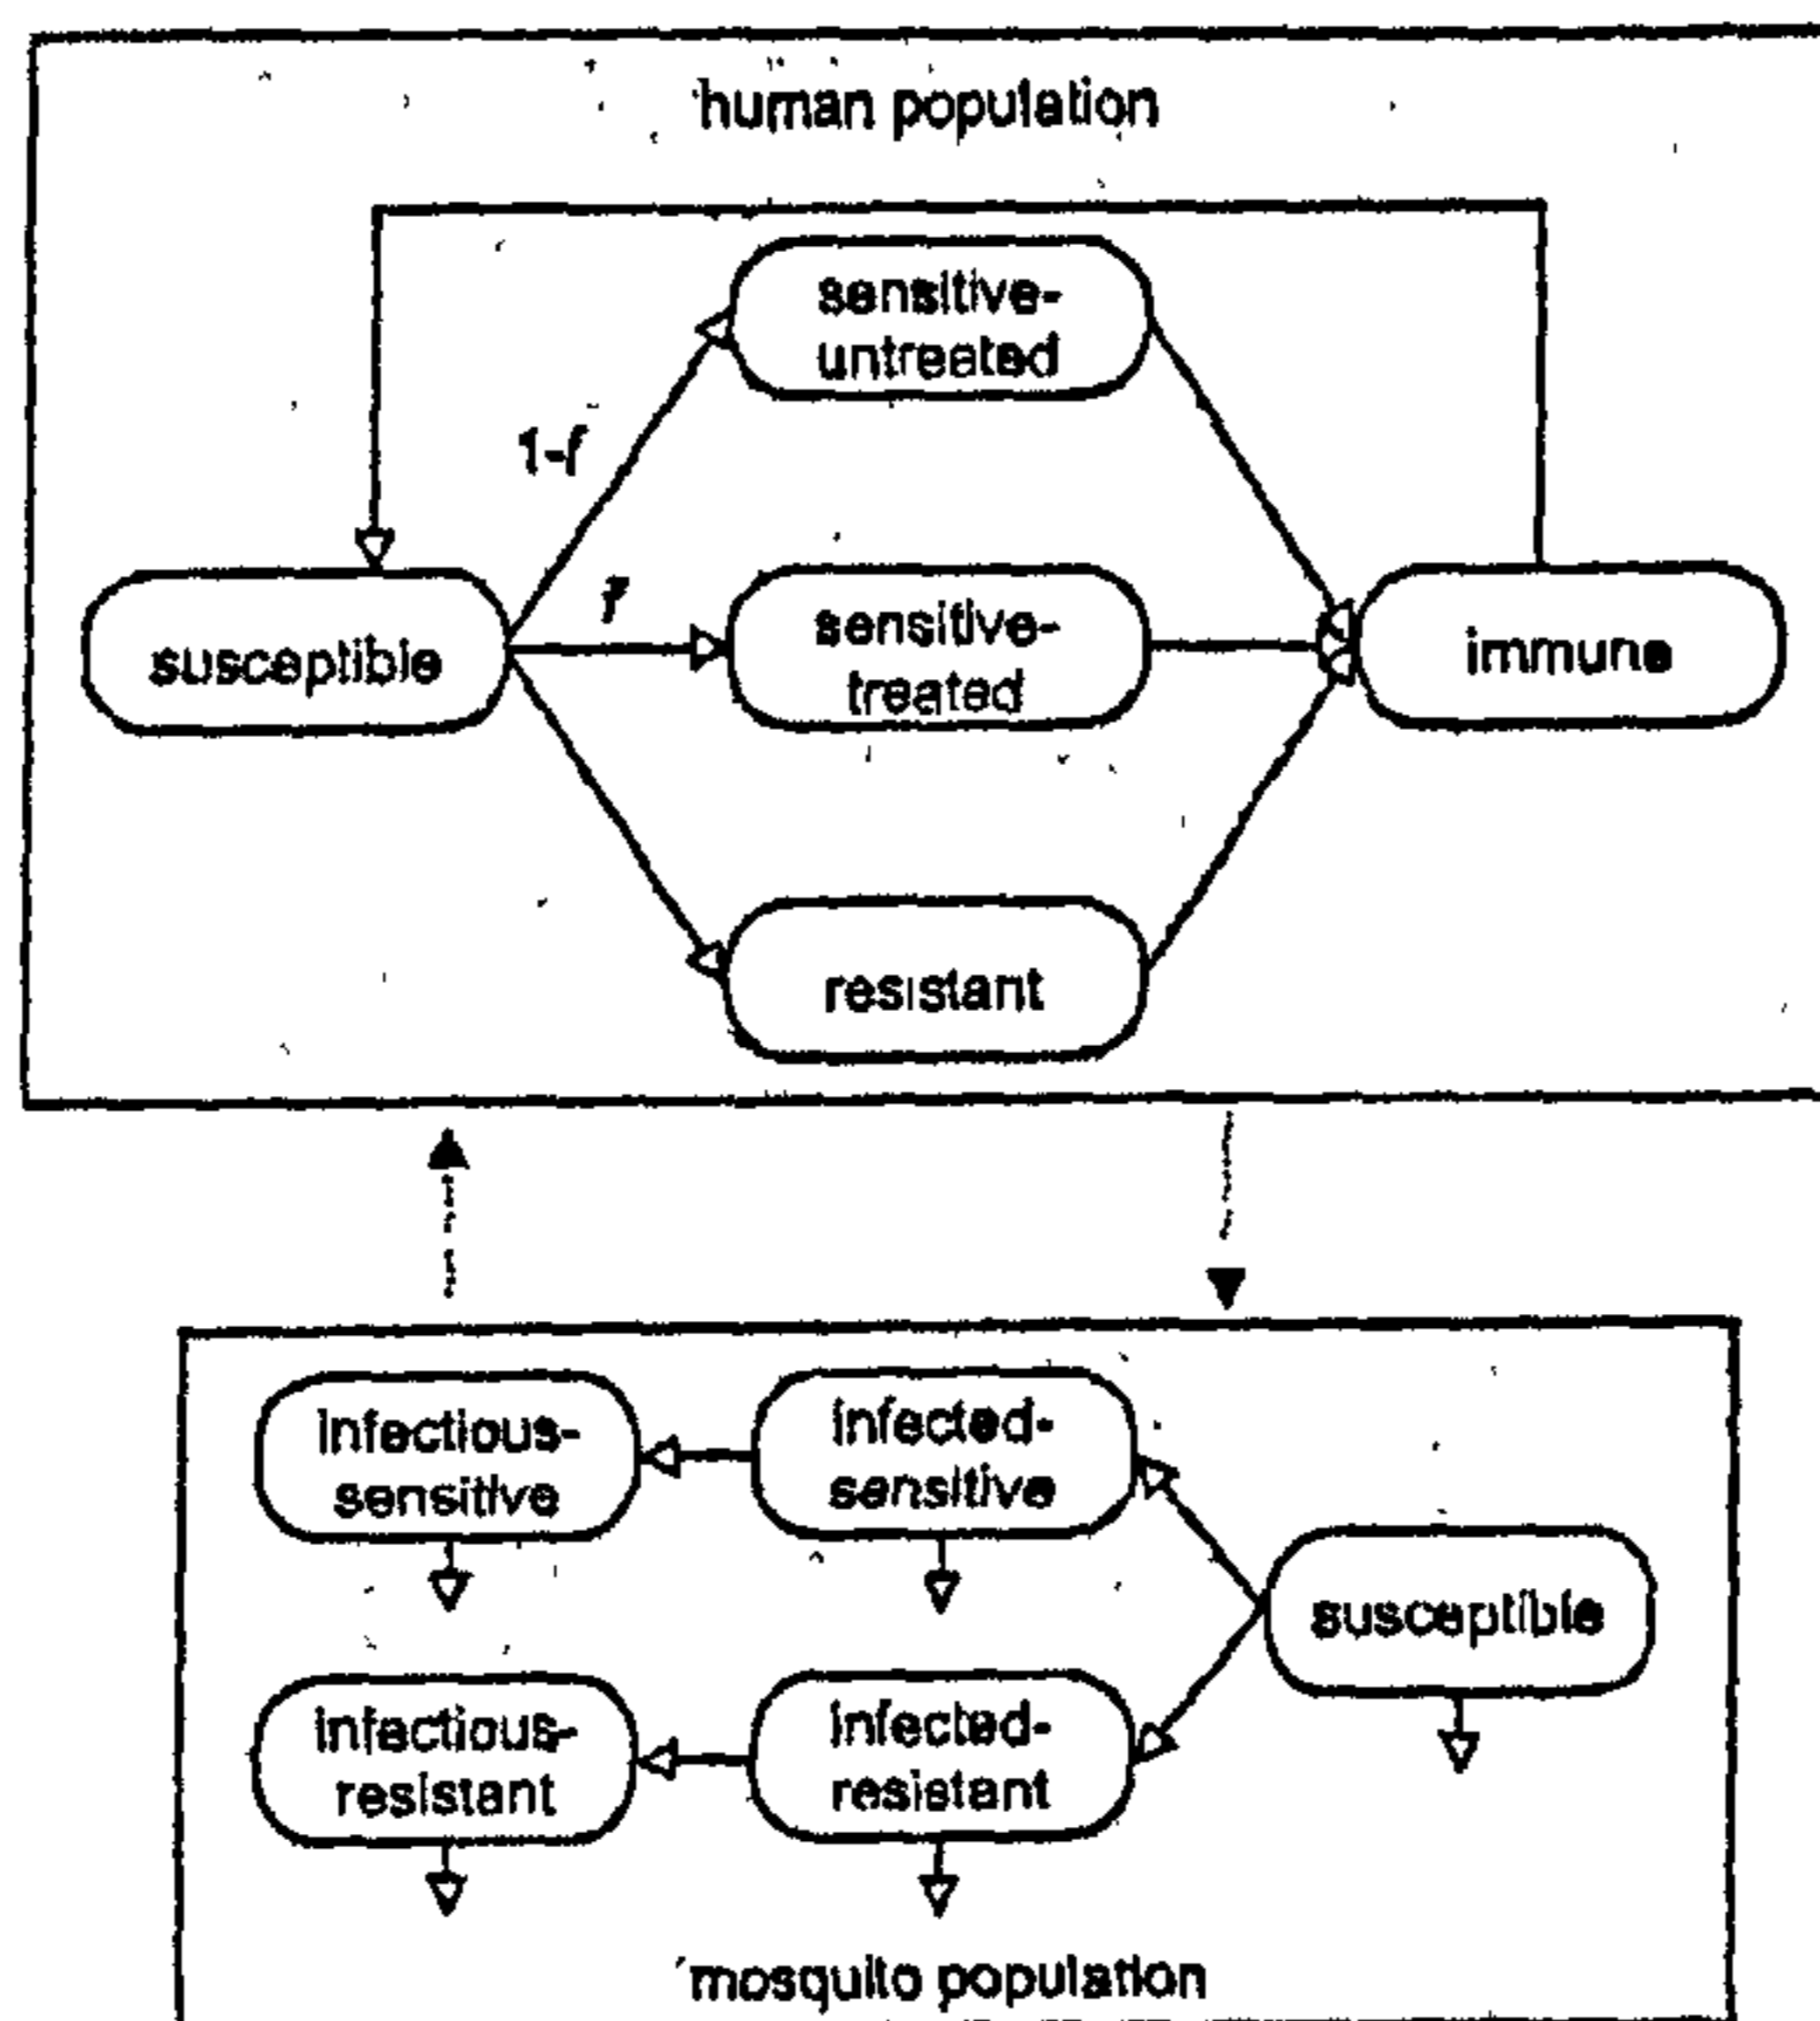 human population
sensitive-
untreated
1-f
f
susceptible
sensitive-
treated
immune
resistant
infectious-
sensitive
infected-
sensitive
susceptible
infectious-
resistant
infected-
resistant
mosquito population